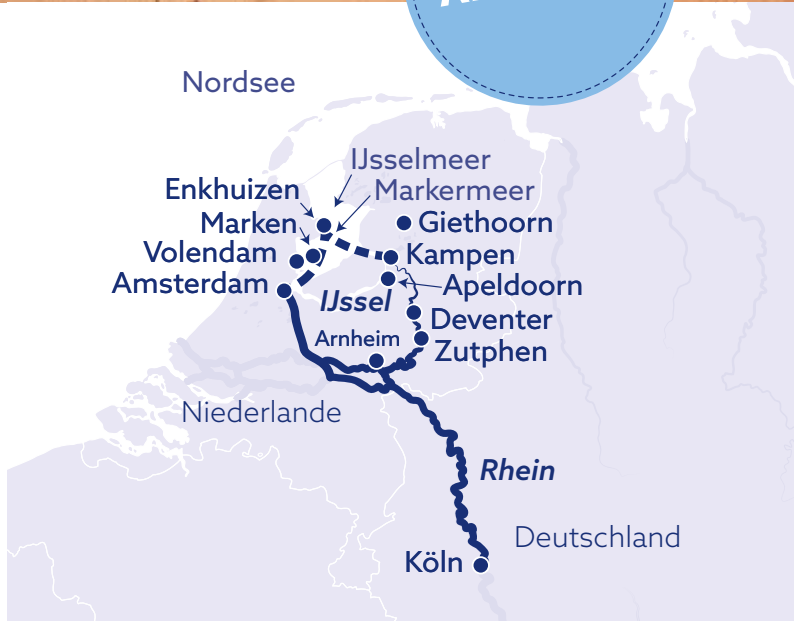 Nordsee
IJsselmeer
Enkhuizen
Markermeer
Marken
Giethoorn
Volendam
Kampen
Amsterdam
Apeldoorn
IJssel
Deventer
Arnheim
Zutphen
Niederlande
Rhein
Deutschland
Köln